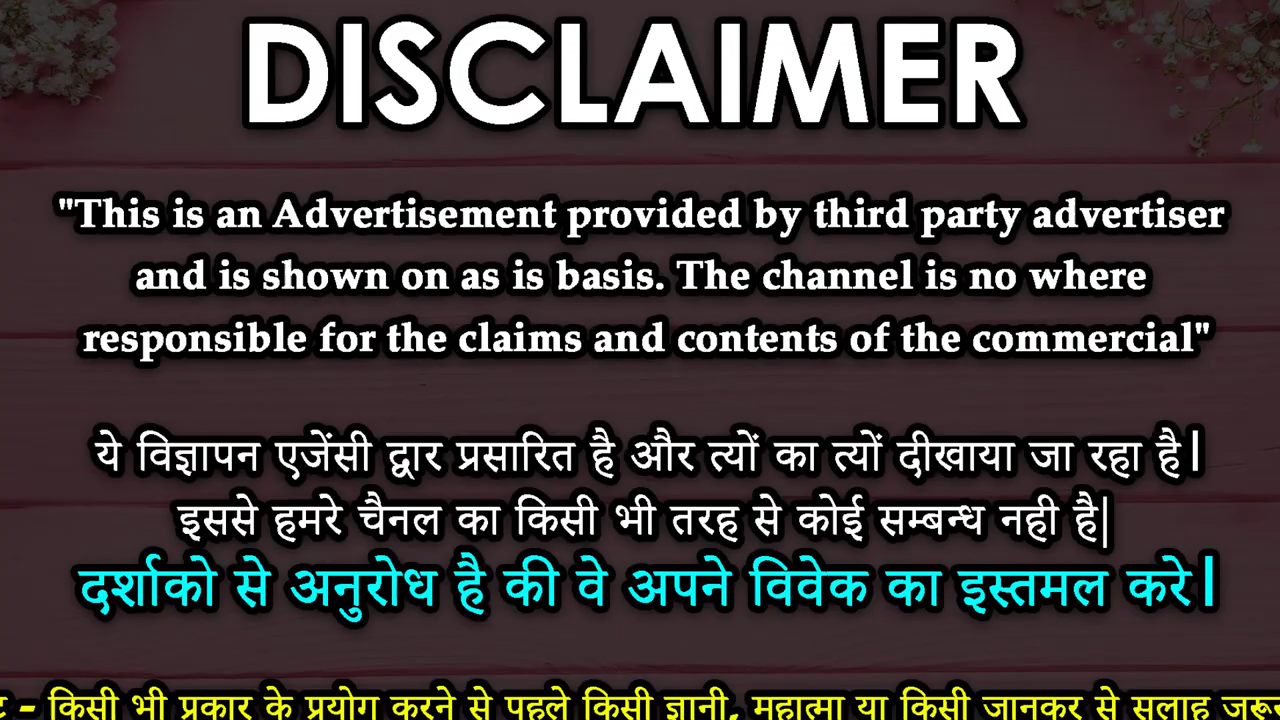 DISCLAIMER
"This is an Advertisement provided by third party advertiser
and is shown on as is basis. The channel is no where
responsible for the claims and contents of the commercial"
ये विज्ञापन एजेंसी द्वार प्रसारित है और त्यों का त्यों दीखाया जा रहा है।
इससे हमरे चैनल का किसी भी तरह से कोई सम्बन्ध नही है|
दर्शाको से अनुरोध है की वे अपने विवेक का इस्तमल करे।
- किसी भी प्रकार के प्रयोग करने से पहले किसी ज्ञानी, महात्मा या किसी जानकर से सलाह